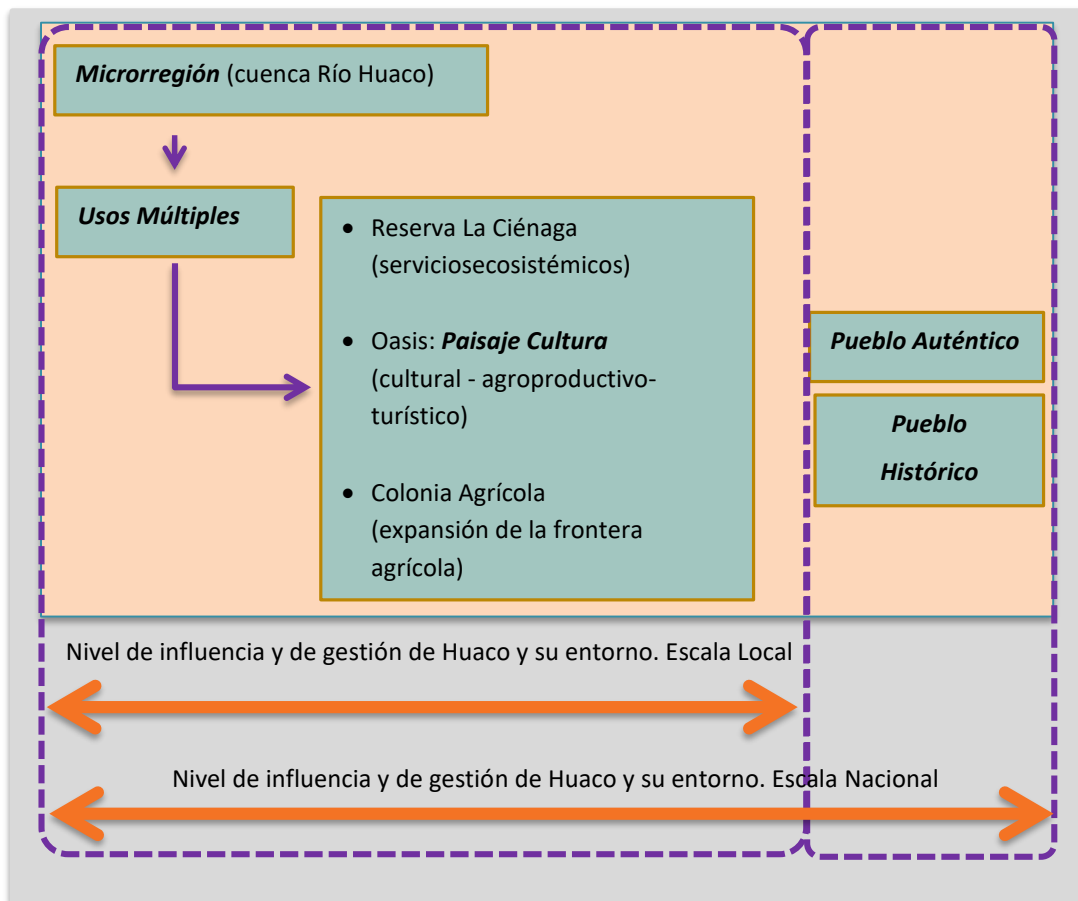 Microrregión (cuenca Río Huaco)
Usos Múltiples
• Reserva La Ciénaga
(serviciosecosistémicos)
• Oasis: Paisaje Cultura
(cultural - agroproductivo-
turístico)
• Colonia Agrícola
(expansión de la frontera
agrícola)
Pueblo Auténtico
Pueblo
Histórico
Nivel de influencia y de gestión de Huaco y su entorno. Escala Local
Nivel de influencia y de gestión de Huaco y su entorno. Escala Nacional